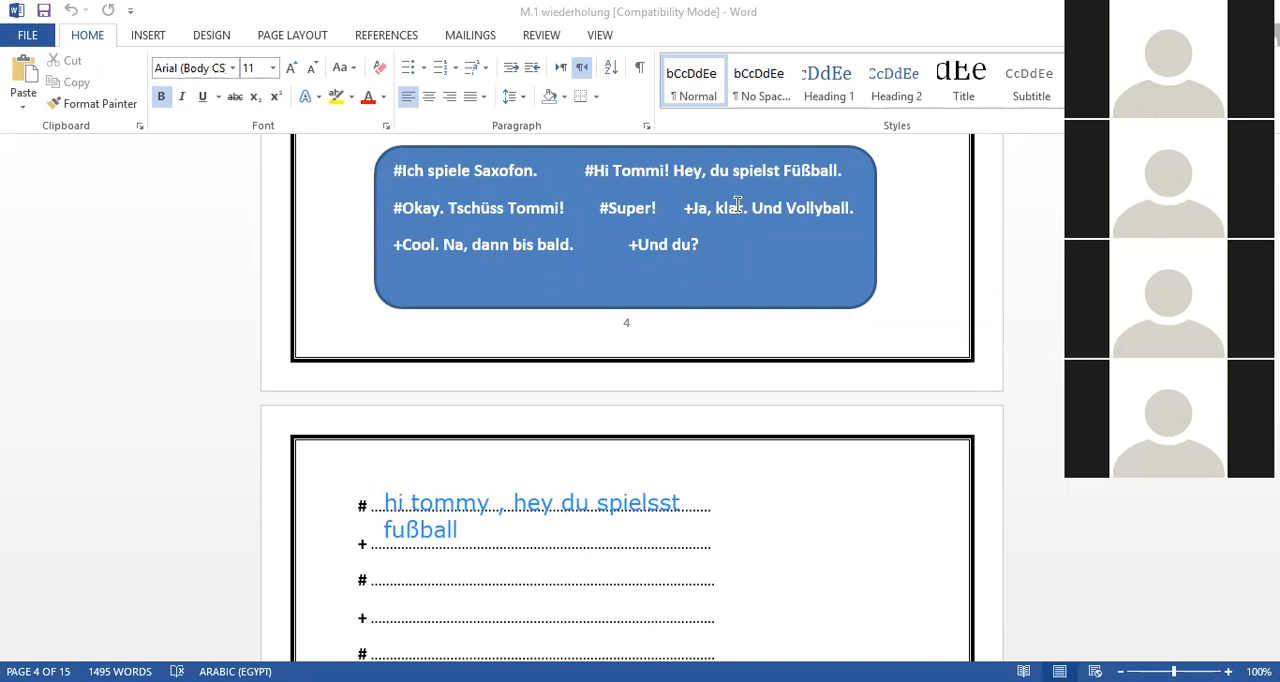 M.1 wiederholung [Compatibility Mode] - Word
FILE HOME INSERT DESIGN PAGE LAYOUT REFERENCES MAILINGS REVIEW VIEW
Paste
Cut
Copy
Format Painter
Clipboard
Arial (Body CS) 11
Font
Paragraph
bCcDdEe bCcDdEe :cDdEe :cDdEe dEe CcDdEe
¶ Normal ¶ No Spac... Heading 1 Heading 2 Title Subtitle
Styles
#Ich spiele Saxofon. #Hi Tommi! Hey, du spielst Füßball.
#Okay. Tschüss Tommi! #Super! +Ja, klar. Und Vollyball.
+Cool. Na, dann bis bald. +Und du?
4
# hi tommy , hey du spielsst
fußball
+
#
+
#
PAGE 4 OF 15 1495 WORDS ARABIC (EGYPT) 100%